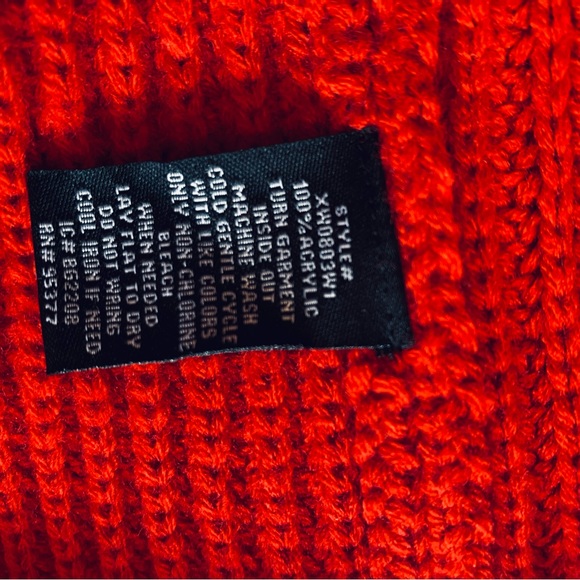 STYLE#
XW0803W1
100%ACRYLIC
TURN GARMENT
INSIDE OUT
MACHINE WASH
COLD GENTLE CYCLE
WITH LIKE COLORS
ONLY NON CHLORINE
BLEACH
WHEN NEEDED
LAY FLAT TO DRY
DO NOT WRING
COOL IRON IF NEED
IC# 862208
RN# 95377